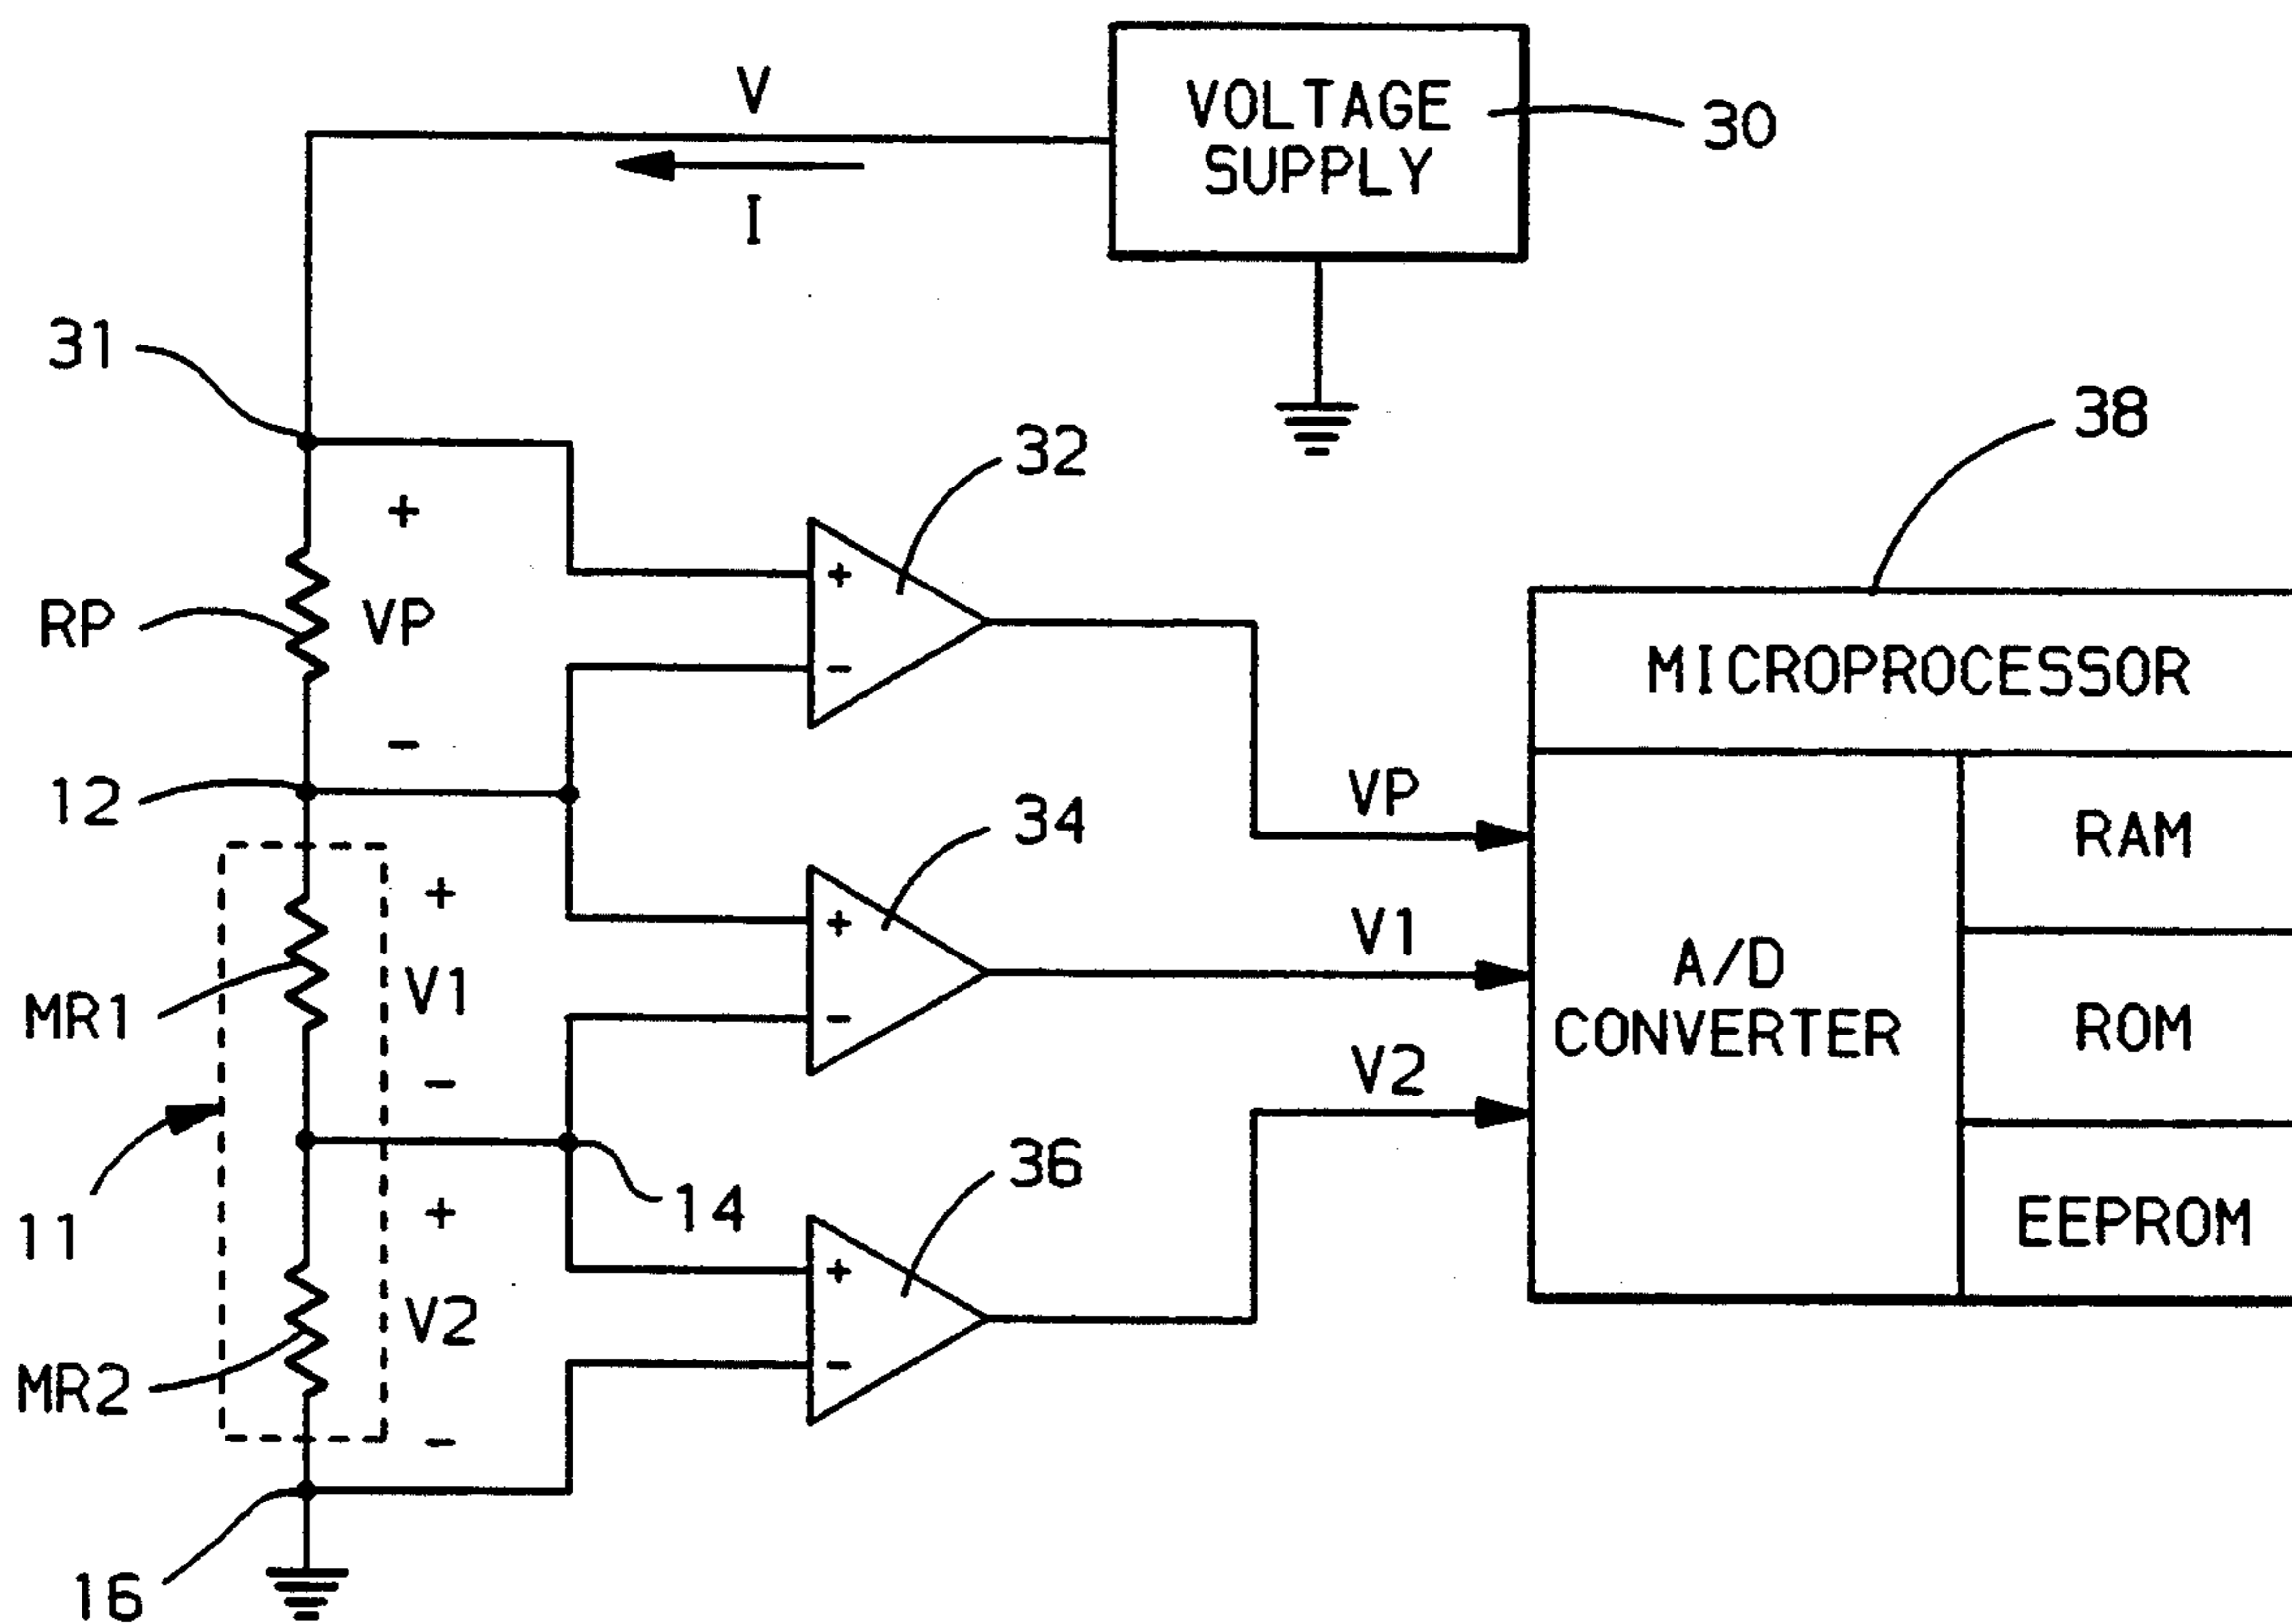 V
I
VOLTAGE
SUPPLY
30
31
32
38
+
RP
VP
-
+
-
12
MICROPROCESSOR
VP
34
RAM
+
MR1
V1
-
+
-
V1
A/D
CONVERTER
ROM
V2
11
14
36
+
MR2
V2
-
+
-
EEPROM
16